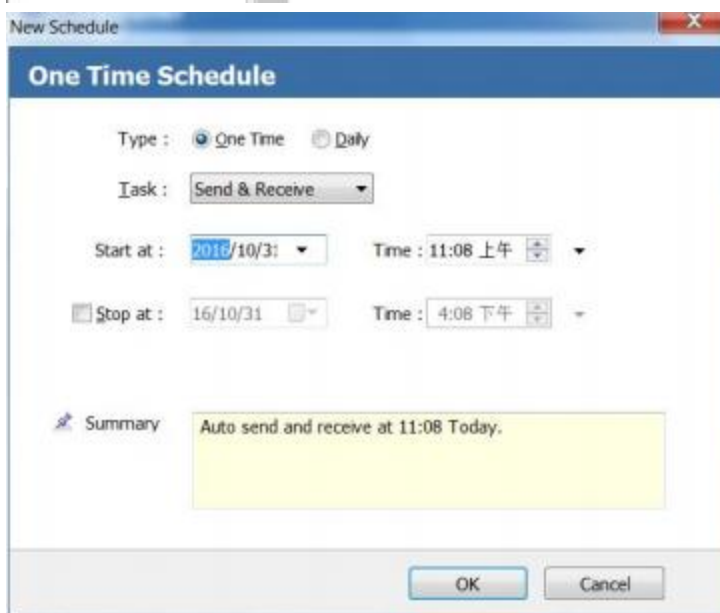 New Schedule
One Time Schedule
Type : One Time Daily
Task : Send & Receive
Start at : 2016/10/31 Time : 11:08 上午
Stop at : 16/10/31 Time : 4:08 下午
Summary Auto send and receive at 11:08 Today.
OK Cancel